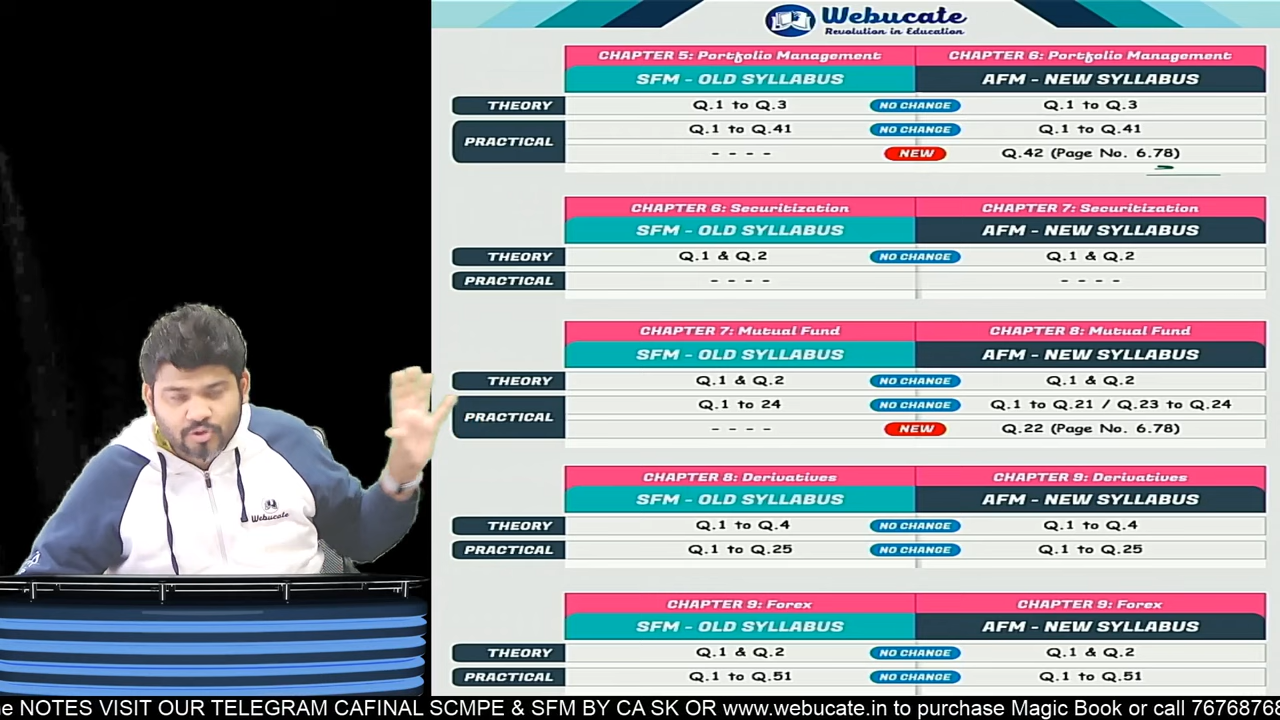 Webucate
Revolution in Education
CHAPTER 5: Portfolio Management CHAPTER 6: Portfolio Management
SFM - OLD SYLLABUS AFM - NEW SYLLABUS
THEORY Q.1 to Q.3 NO CHANGE Q.1 to Q.3
PRACTICAL Q.1 to Q.41 NO CHANGE Q.1 to Q.41
- - - - NEW Q.42 (Page No. 6.78)
CHAPTER 6: Securitization CHAPTER 7: Securitization
SFM - OLD SYLLABUS AFM - NEW SYLLABUS
THEORY Q.1 & Q.2 NO CHANGE Q.1 & Q.2
PRACTICAL - - - - - - - -
CHAPTER 7: Mutual Fund CHAPTER 8: Mutual Fund
SFM - OLD SYLLABUS AFM - NEW SYLLABUS
THEORY Q.1 & Q.2 NO CHANGE Q.1 & Q.2
PRACTICAL Q.1 to 24 NO CHANGE Q.1 to Q.21 / Q.23 to Q.24
- - - - NEW Q.22 (Page No. 6.78)
CHAPTER 8: Derivatives CHAPTER 9: Derivatives
SFM - OLD SYLLABUS AFM - NEW SYLLABUS
THEORY Q.1 to Q.4 NO CHANGE Q.1 to Q.4
PRACTICAL Q.1 to Q.25 NO CHANGE Q.1 to Q.25
CHAPTER 9: Forex CHAPTER 9: Forex
SFM - OLD SYLLABUS AFM - NEW SYLLABUS
THEORY Q.1 & Q.2 NO CHANGE Q.1 & Q.2
PRACTICAL Q.1 to Q.51 NO CHANGE Q.1 to Q.51
Webucate
NOTES VISIT OUR TELEGRAM CAFINAL SCMPE & SFM BY CA SK OR www.webucate.in to purchase Magic Book or call 7676876